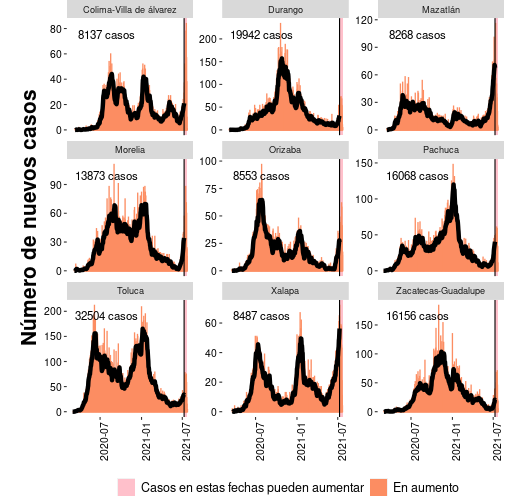 Número de nuevos casos
Colima-Villa de álvarez
Durango
Mazatlán
8137 casos
19942 casos
8268 casos
80
60
40
20
0
200
150
100
50
0
120
90
60
30
0
Morelia
Orizaba
Pachuca
13873 casos
8553 casos
16068 casos
90
60
30
0
100
75
50
25
0
150
100
50
0
Toluca
Xalapa
Zacatecas-Guadalupe
32504 casos
8487 casos
16156 casos
200
150
100
50
0
60
40
20
0
150
100
50
0
2020-07
2021-01
2021-07
2020-07
2021-01
2021-07
2020-07
2021-01
2021-07
Casos en estas fechas pueden aumentar
En aumento